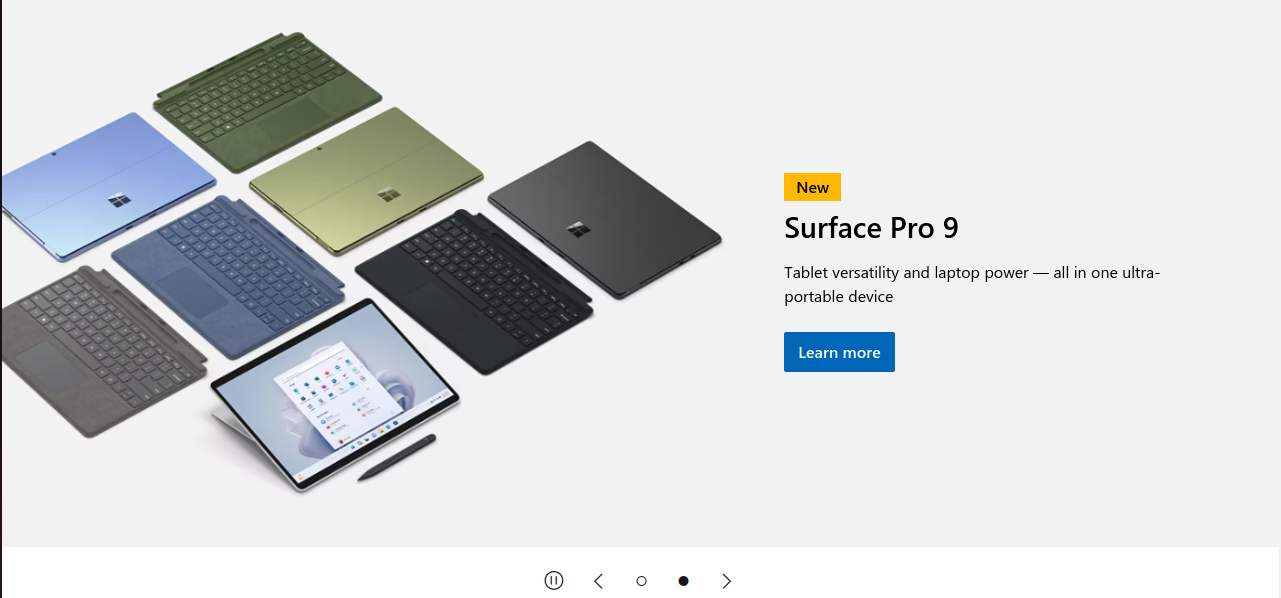 New
Surface Pro 9
Tablet versatility and laptop power — all in one ultra-
portable device
Learn more